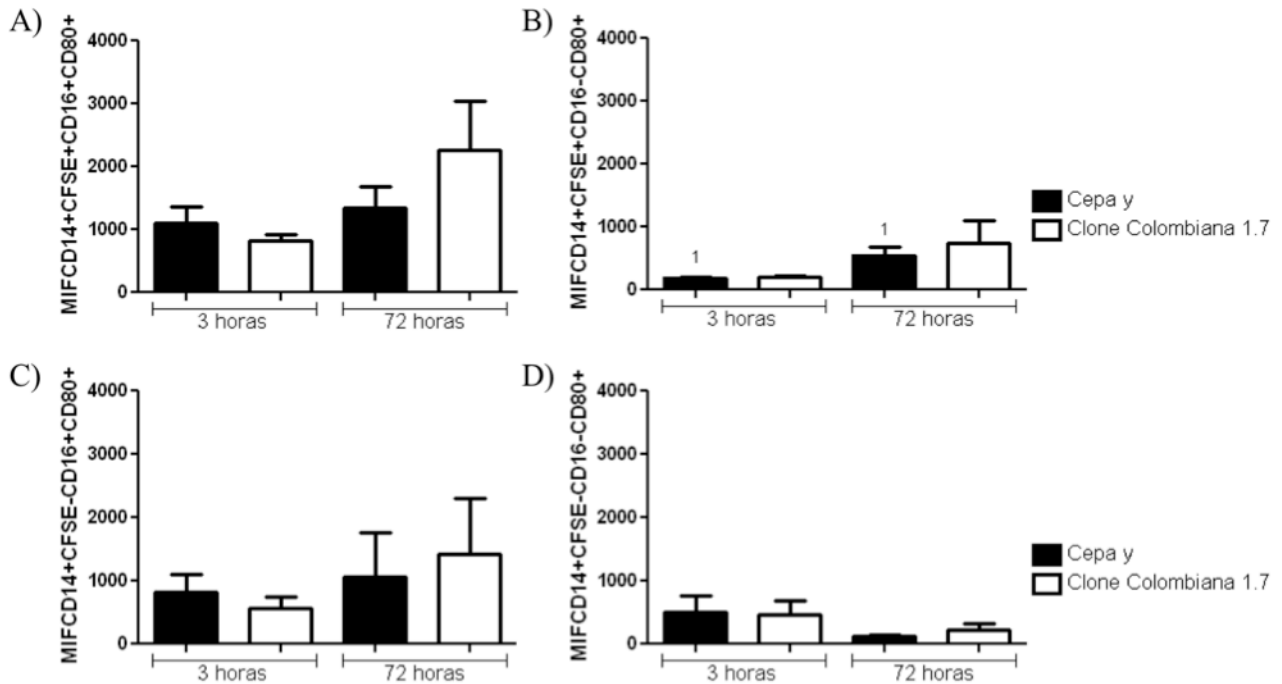 A)
MIFCD14+CFSE+CD16+CD80+
4000
3000
2000
1000
0
3 horas
72 horas
B)
MIFCD14+CFSE+CD16-CD80+
4000
3000
2000
1000
0
1
1
3 horas
72 horas
Cepa y
Clone Colombiana 1.7
C)
MIFCD14+CFSE-CD16+CD80+
4000
3000
2000
1000
0
3 horas
72 horas
D)
MIFCD14+CFSE-CD16-CD80+
4000
3000
2000
1000
0
3 horas
72 horas
Cepa y
Clone Colombiana 1.7